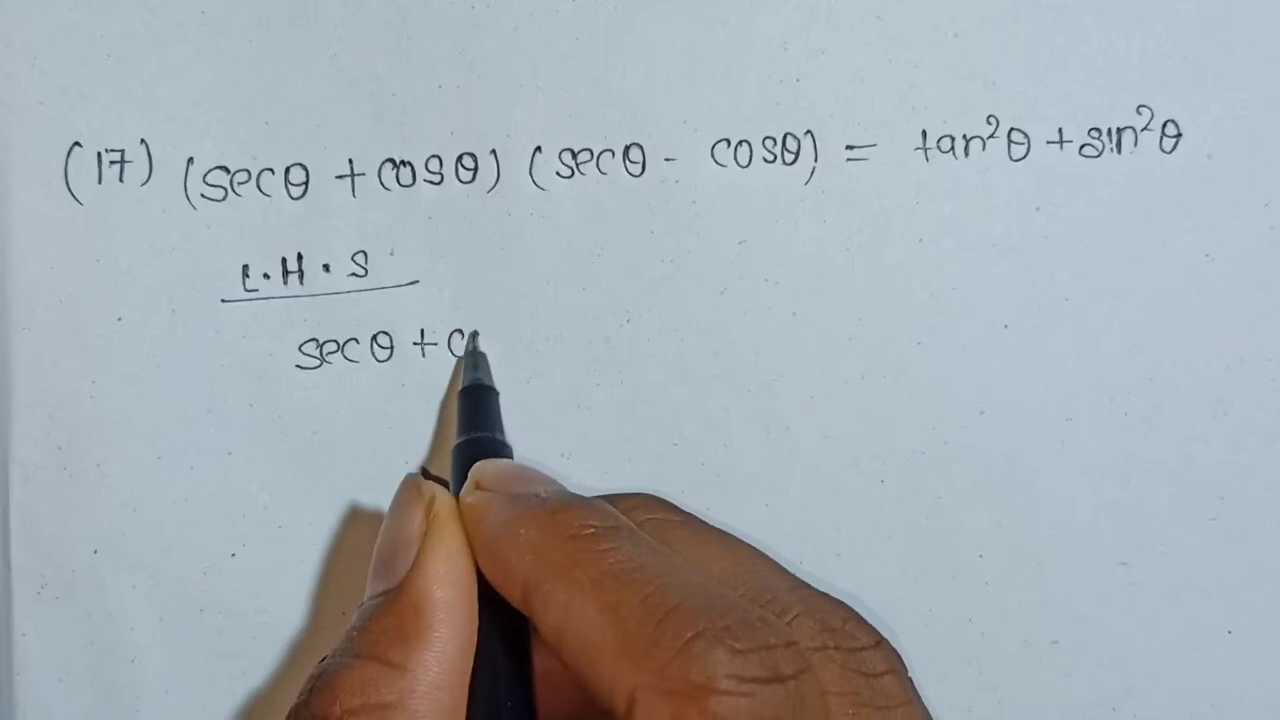 (17) (secθ + cosθ) (secθ - cosθ) = tan²θ + sin²θ
L.H.S
secθ + c